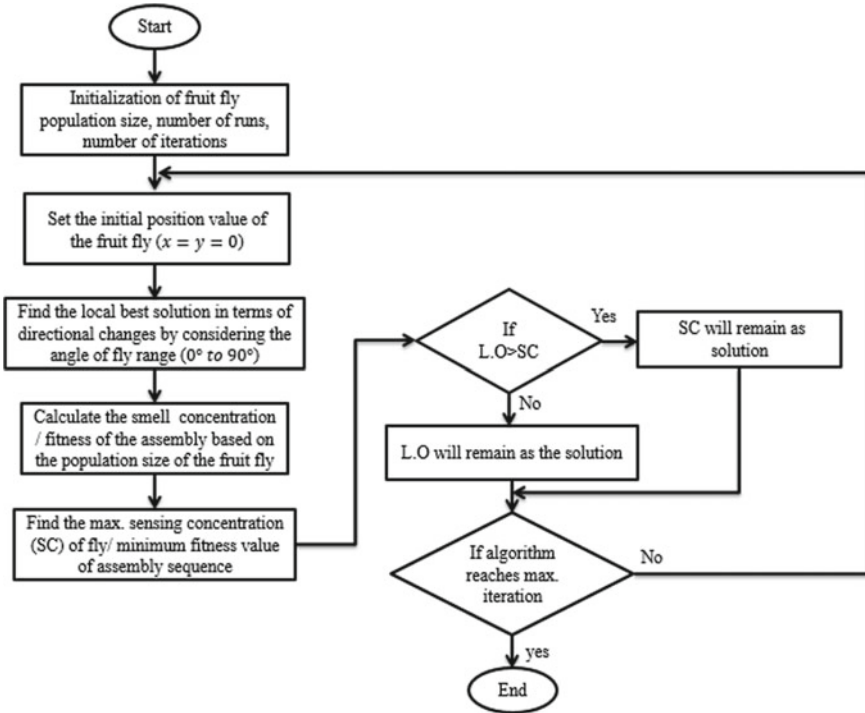 Start
Initialization of fruit fly
population size, number of runs,
number of iterations
Set the initial position value of
the fruit fly (x = y = 0)
Find the local best solution in terms of
directional changes by considering the
angle of fly range (0° to 90°)
Calculate the smell concentration
/ fitness of the assembly based on
the population size of the fruit fly
Find the max. sensing concentration
(SC) of fly/ minimum fitness value
of assembly sequence
If
L.O>SC
Yes
SC will remain as
solution
No
L.O will remain as the solution
If algorithm
reaches max.
iteration
No
yes
End